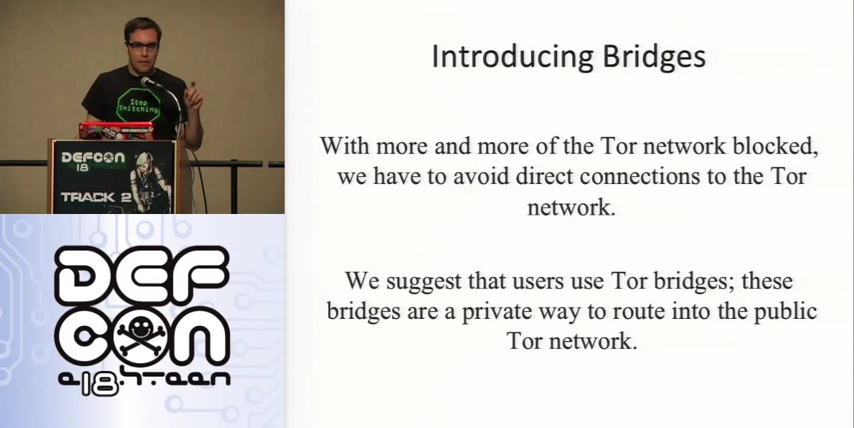 Introducing Bridges
With more and more of the Tor network blocked,
we have to avoid direct connections to the Tor
network.
We suggest that users use Tor bridges; these
bridges are a private way to route into the public
Tor network.
Stop
Snitching
DEFCON
18
TRACK 2
DEF
CON
e18h-teen